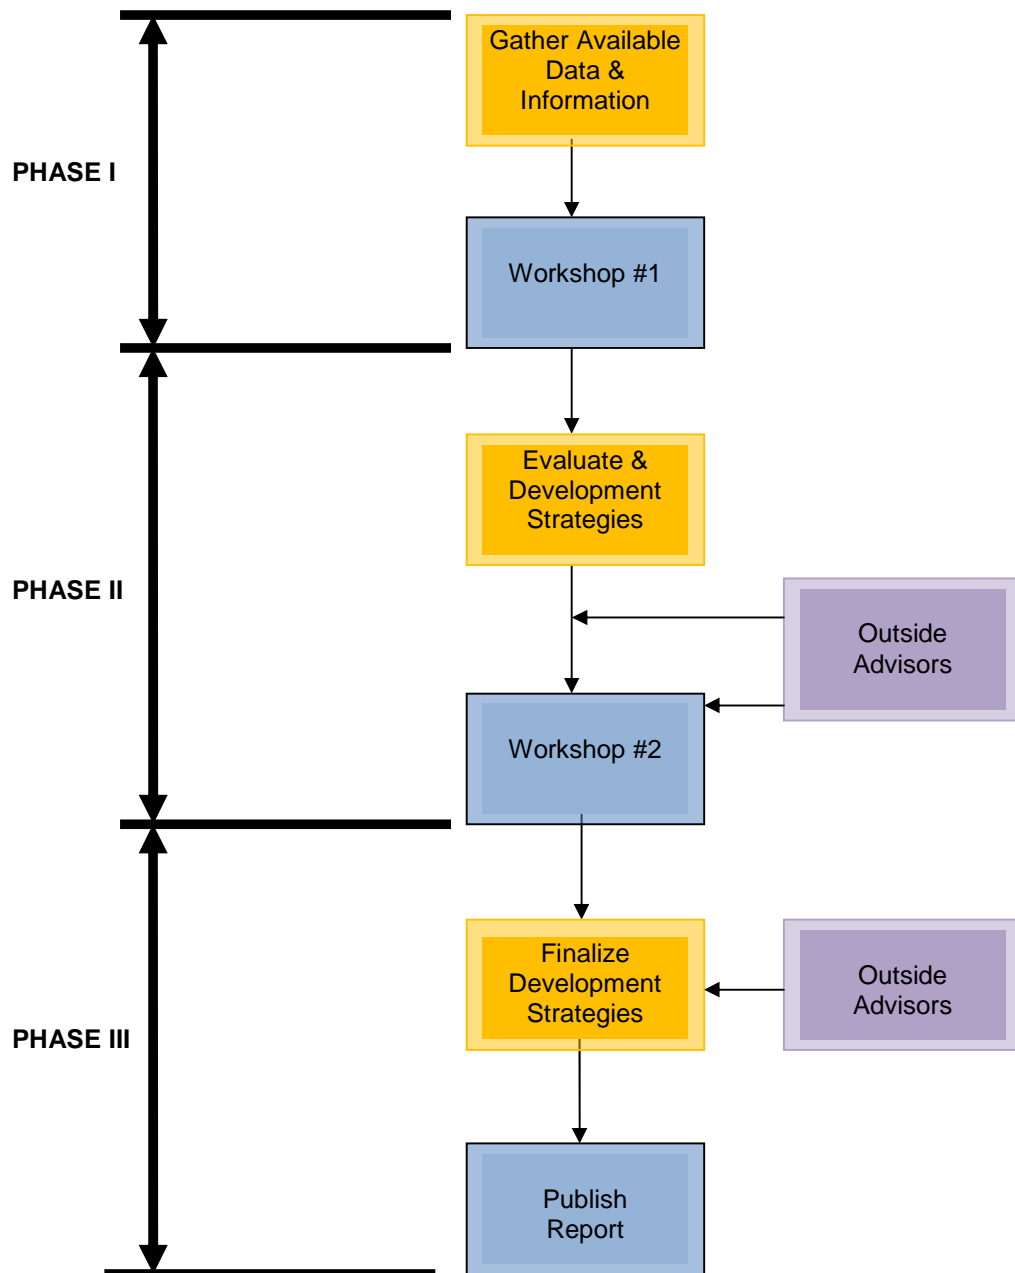 Gather Available
Data &
Information
PHASE I
Workshop #1
Evaluate &
Development
Strategies
PHASE II
Outside
Advisors
Workshop #2
Finalize
Development
Strategies
Outside
Advisors
PHASE III
Publish
Report